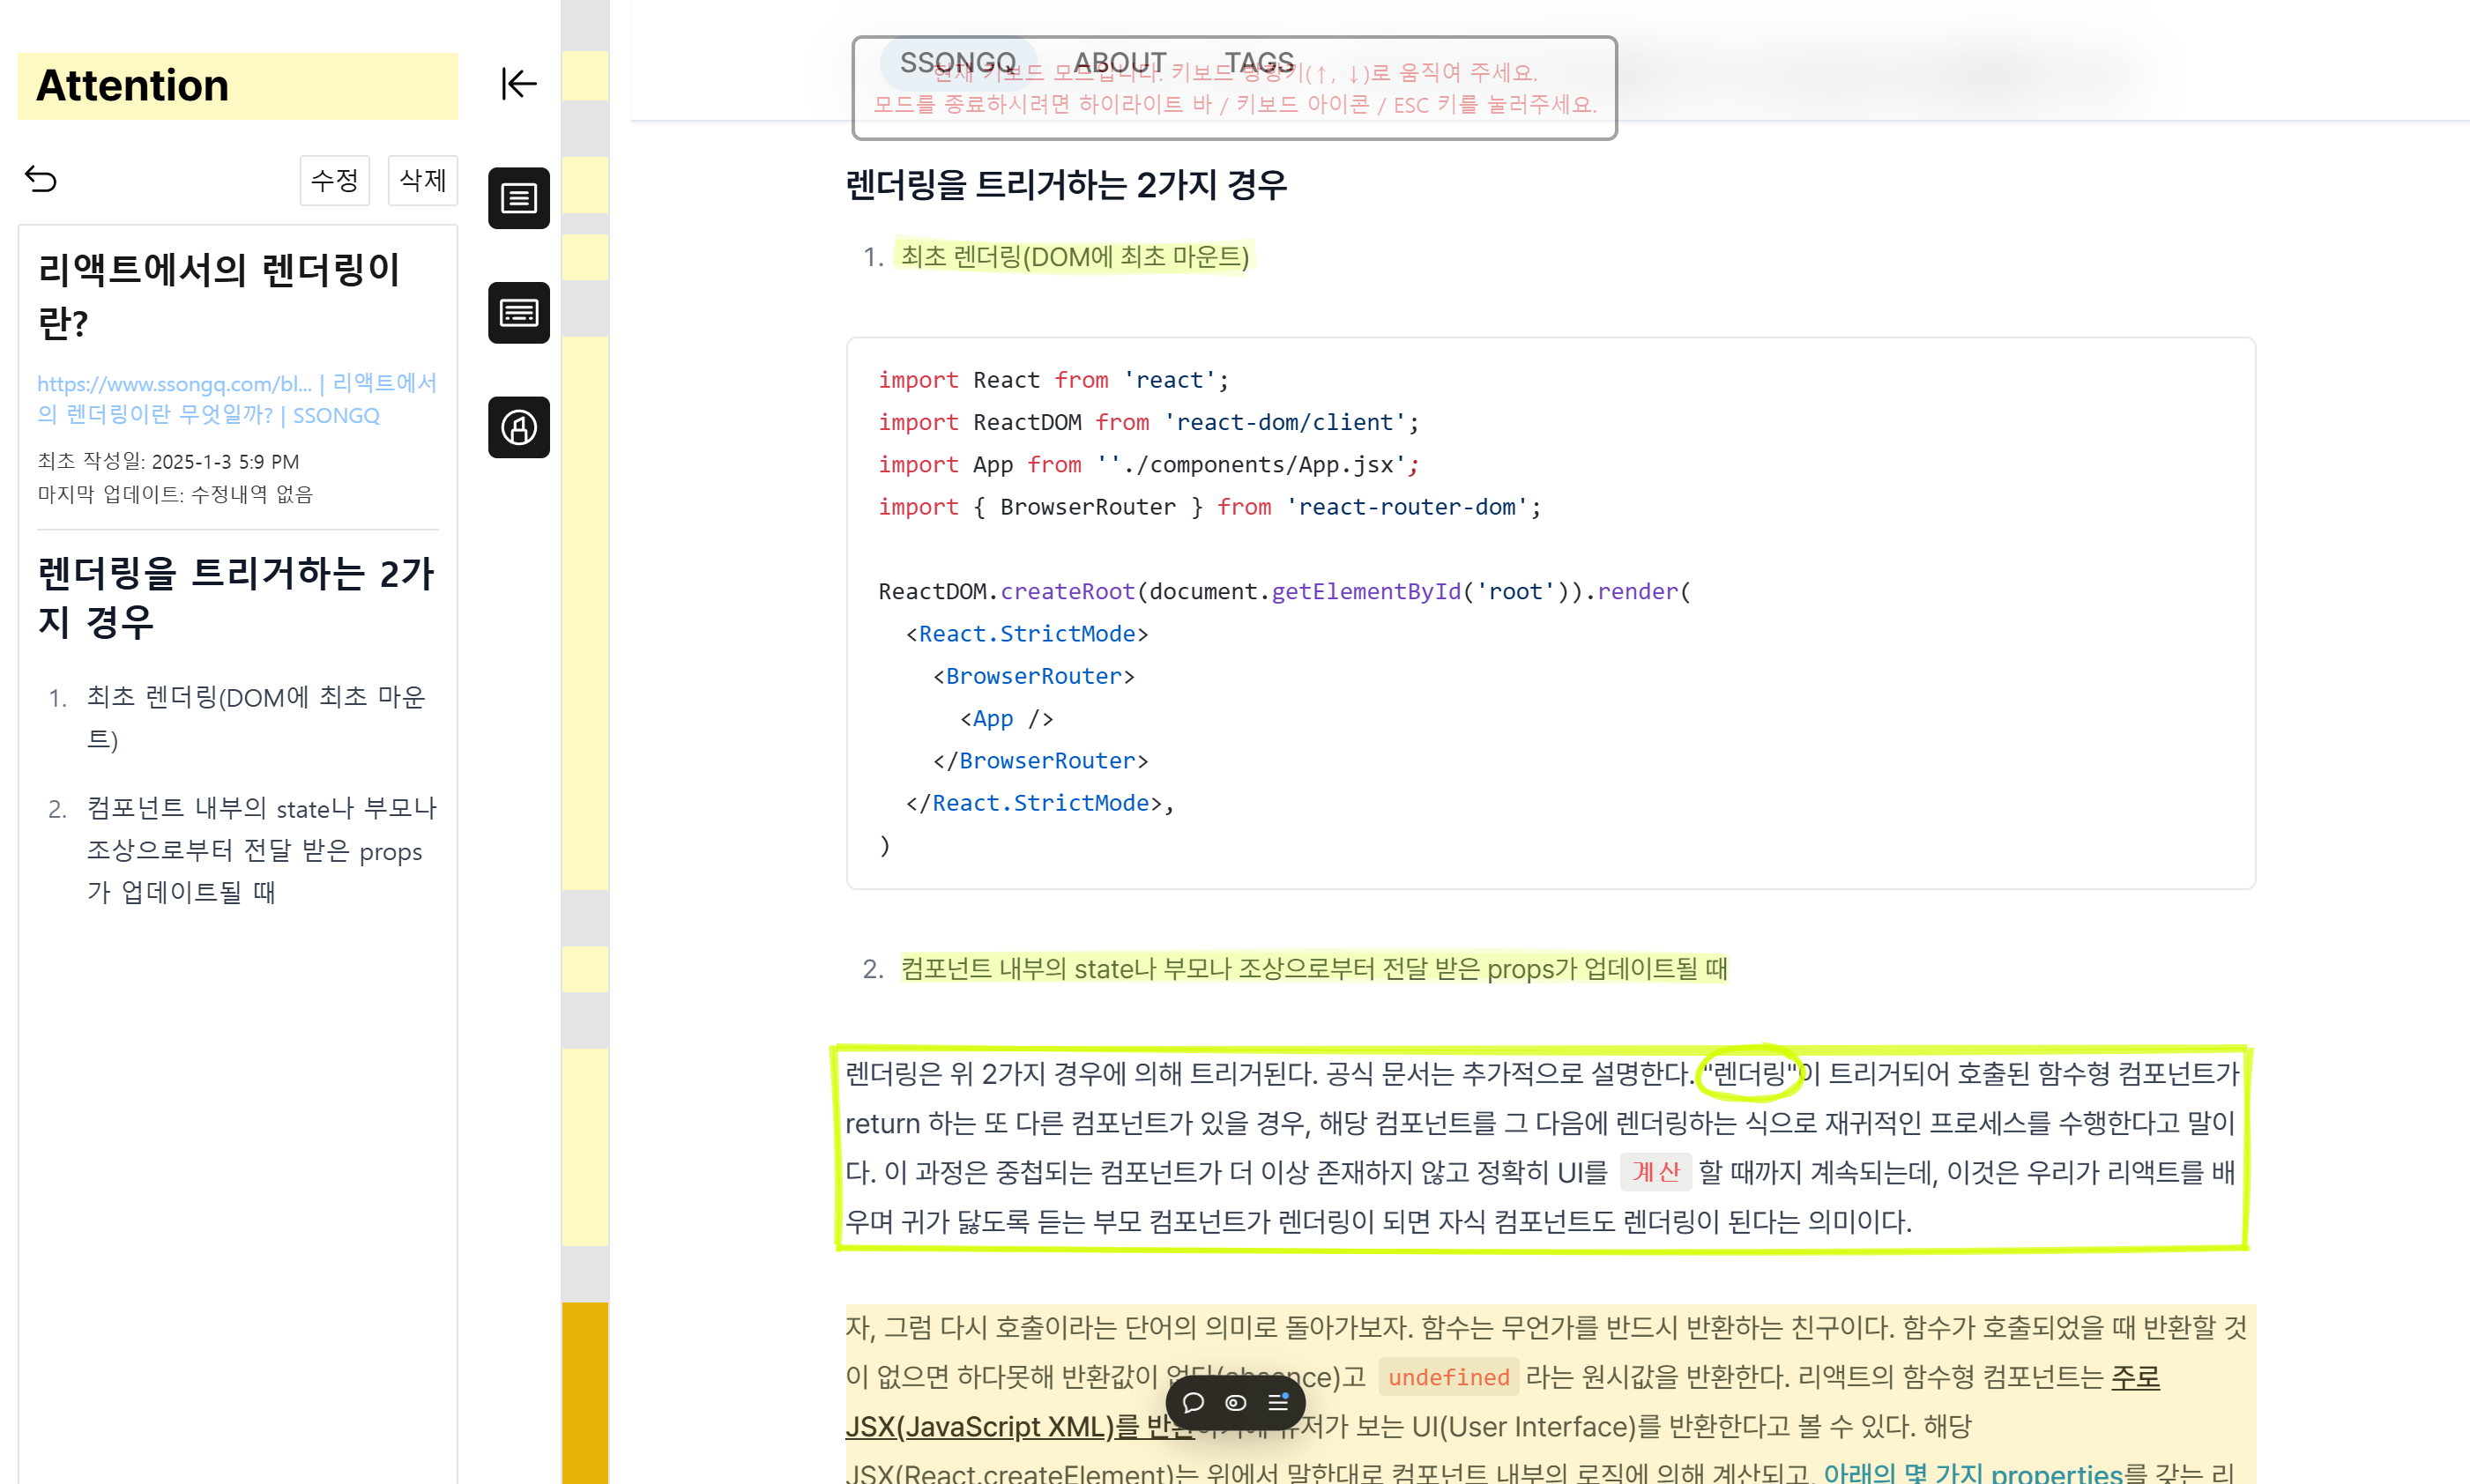 Attention
수정
삭제
리액트에서의 렌더링이
란?
https://www.ssongq.com/bl... | 리액트에서
의 렌더링이란 무엇일까? | SSONGQ
최초 작성일: 2025-1-3 5:9 PM
마지막 업데이트: 수정내역 없음
렌더링을 트리거하는 2가
지 경우
1. 최초 렌더링(DOM에 최초 마운
트)
2. 컴포넌트 내부의 state나 부모나
조상으로부터 전달 받은 props
가 업데이트될 때
SSONGQ ABOUT TAGS
현재 키보드 모드입니다. 키보드 방향키(↑, ↓)로 움직여 주세요.
모드를 종료하시려면 하이라이트 바 / 키보드 아이콘 / ESC 키를 눌러주세요.
렌더링을 트리거하는 2가지 경우
1. 최초 렌더링(DOM에 최초 마운트)
import React from 'react';
import ReactDOM from 'react-dom/client';
import App from ''./components/App.jsx';
import { BrowserRouter } from 'react-router-dom';
ReactDOM.createRoot(document.getElementById('root')).render(
<React.StrictMode>
<BrowserRouter>
<App />
</BrowserRouter>
</React.StrictMode>,
)
2. 컴포넌트 내부의 state나 부모나 조상으로부터 전달 받은 props가 업데이트될 때
렌더링은 위 2가지 경우에 의해 트리거된다. 공식 문서는 추가적으로 설명한다. "렌더링"이 트리거되어 호출된 함수형 컴포넌트가
return 하는 또 다른 컴포넌트가 있을 경우, 해당 컴포넌트를 그 다음에 렌더링하는 식으로 재귀적인 프로세스를 수행한다고 말이
다. 이 과정은 중첩되는 컴포넌트가 더 이상 존재하지 않고 정확히 UI를 계산 할 때까지 계속되는데, 이것은 우리가 리액트를 배
우며 귀가 닳도록 듣는 부모 컴포넌트가 렌더링이 되면 자식 컴포넌트도 렌더링이 된다는 의미이다.
자, 그럼 다시 호출이라는 단어의 의미로 돌아가보자. 함수는 무언가를 반드시 반환하는 친구이다. 함수가 호출되었을 때 반환할 것
이 없으면 하다못해 반환값이 없다(absence)고 undefined 라는 원시값을 반환한다. 리액트의 함수형 컴포넌트는 주로
JSX(JavaScript XML)를 반환 유저가 보는 UI(User Interface)를 반환한다고 볼 수 있다. 해당
JSX(React.createElement)는 위에서 말한대로 컴포넌트 내부의 로직에 의해 계산되고, 아래의 몇 가지 properties를 갖는 리